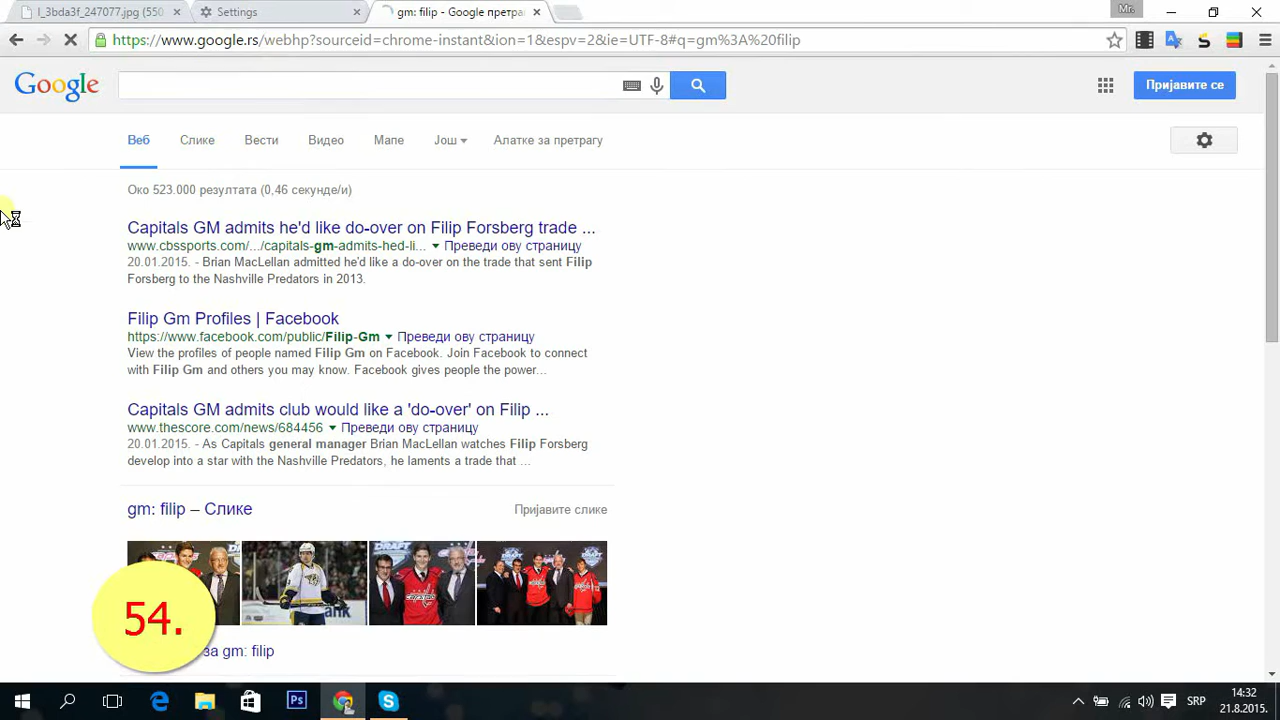 l_3bda3f_247077.jpg (550
Settings
gm: filip - Google претра
Mr.
https://www.google.rs/webhp?sourceid=chrome-instant&ion=1&espv=2&ie=UTF-8#q=gm%3A%20filip
Google
Пријавите се
Веб Слике Вести Видео Мапе Још Алатке за претрагу
Око 523.000 резултата (0,46 секунде/и)
Capitals GM admits he'd like do-over on Filip Forsberg trade ...
www.cbssports.com/.../capitals-gm-admits-hed-li... Преведи ову страницу
20.01.2015. - Brian MacLellan admitted he'd like a do-over on the trade that sent Filip
Forsberg to the Nashville Predators in 2013.
Filip Gm Profiles | Facebook
https://www.facebook.com/public/Filip-Gm Преведи ову страницу
View the profiles of people named Filip Gm on Facebook. Join Facebook to connect
with Filip Gm and others you may know. Facebook gives people the power...
Capitals GM admits club would like a 'do-over' on Filip ...
www.thescore.com/news/684456 Преведи ову страницу
20.01.2015. - As Capitals general manager Brian MacLellan watches Filip Forsberg
develop into a star with the Nashville Predators, he laments a trade that ...
gm: filip – Слике
Пријавите слике
DRAFT
DRAFT
54.
за gm: filip
Ps
SRP
14:32
21.8.2015.